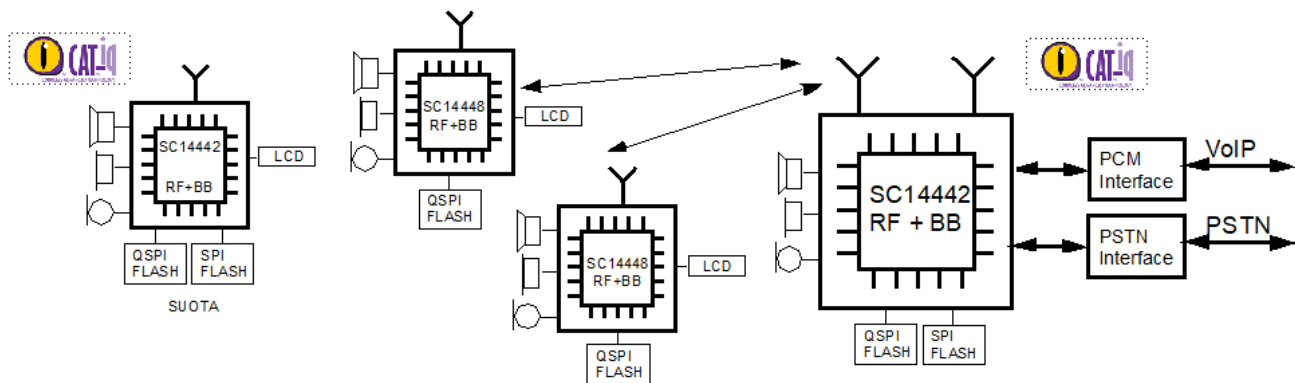 CAT-iq
SC14442
RF+BB
LCD
QSPI
FLASH
SPI
FLASH
SUOTA
SC14448
RF+BB
LCD
QSPI
FLASH
SC14448
RF+BB
LCD
QSPI
FLASH
CAT-iq
SC14442
RF + BB
QSPI
FLASH
SPI
FLASH
PCM
Interface
VoIP
PSTN
Interface
PSTN